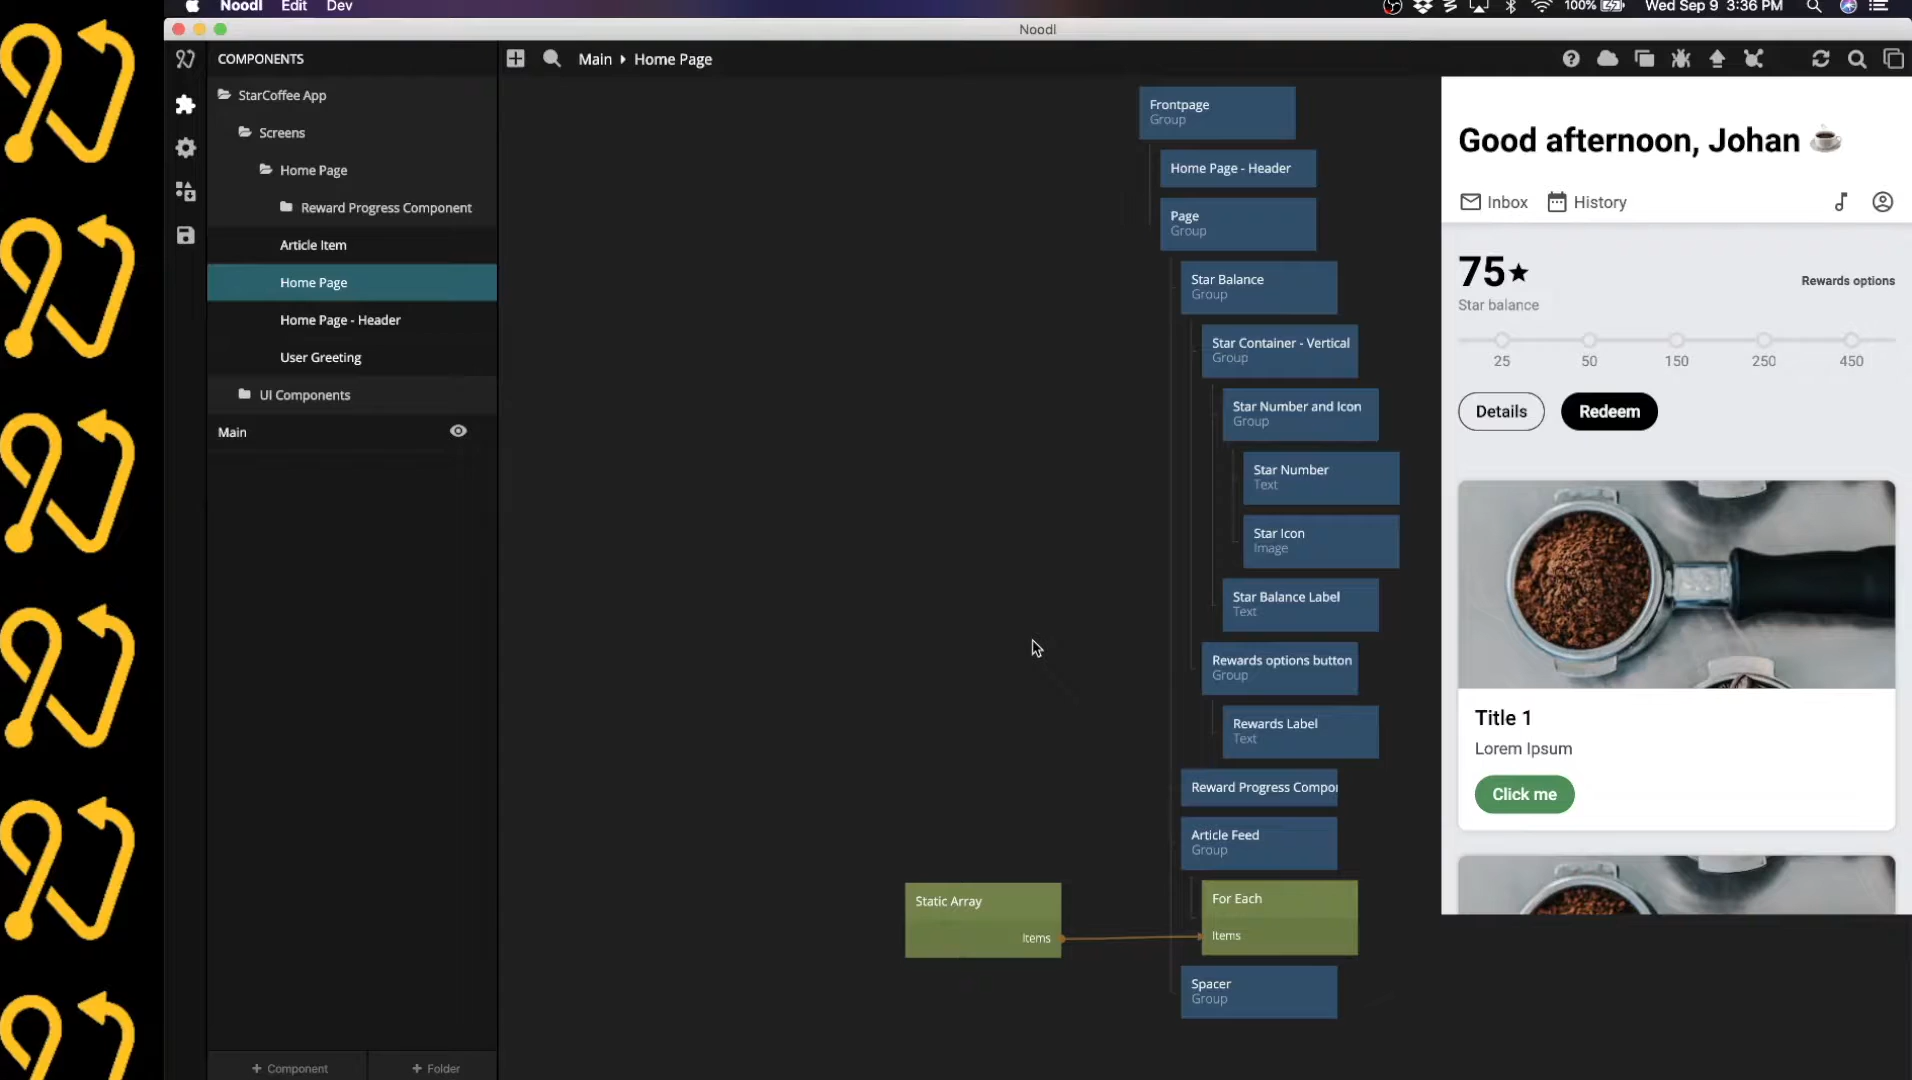 Noodl Edit Dev
100% Wed Sep 9 3:36 PM
Noodl
COMPONENTS
StarCoffee App
Screens
Home Page
Reward Progress Component
Article Item
Home Page
Home Page - Header
User Greeting
UI Components
Main
+ Component
+ Folder
Main ▸ Home Page
Frontpage
Group
Home Page - Header
Page
Group
Star Balance
Group
Star Container - Vertical
Group
Star Number and Icon
Group
Star Number
Text
Star Icon
Image
Star Balance Label
Text
Rewards options button
Group
Rewards Label
Text
Reward Progress Compo
Article Feed
Group
Static Array
Items
For Each
Items
Spacer
Group
Good afternoon, Johan ☕
Inbox History
75★
Star balance
Rewards options
25 50 150 250 450
Details Redeem
Title 1
Lorem Ipsum
Click me